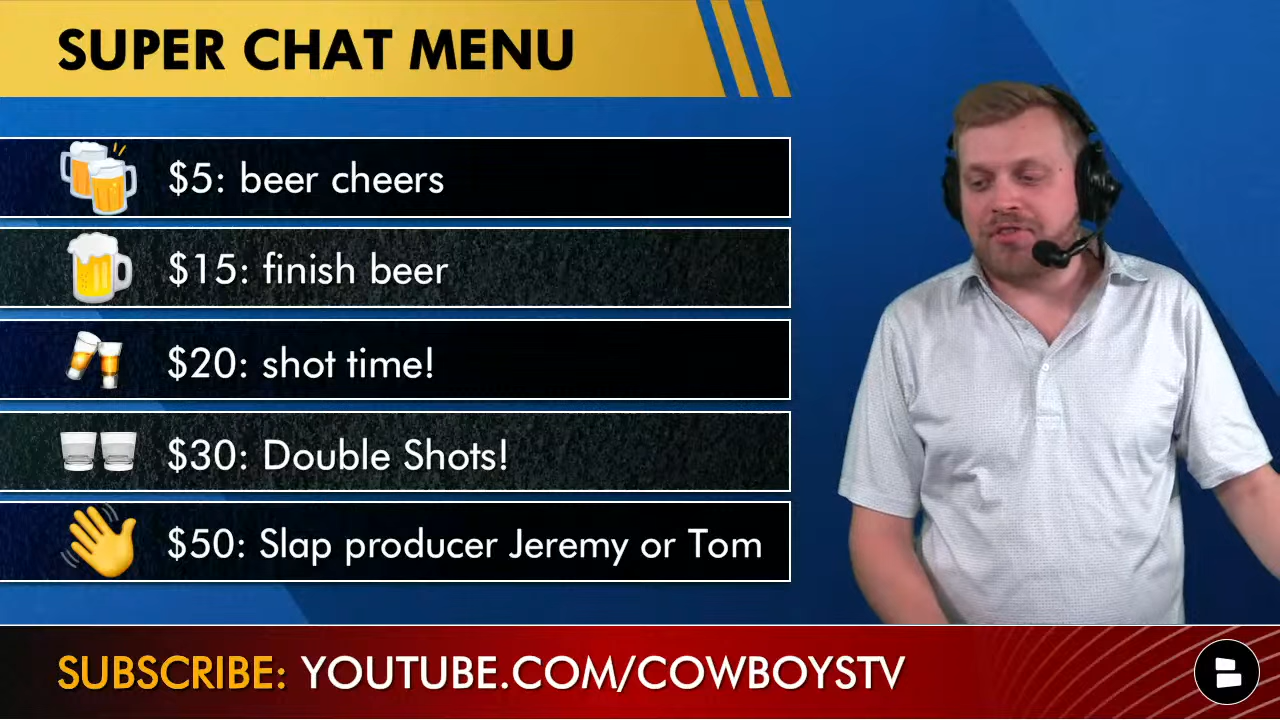 SUPER CHAT MENU
$5: beer cheers
$15: finish beer
$20: shot time!
$30: Double Shots!
$50: Slap producer Jeremy or Tom
SUBSCRIBE: YOUTUBE.COM/COWBOYSTV